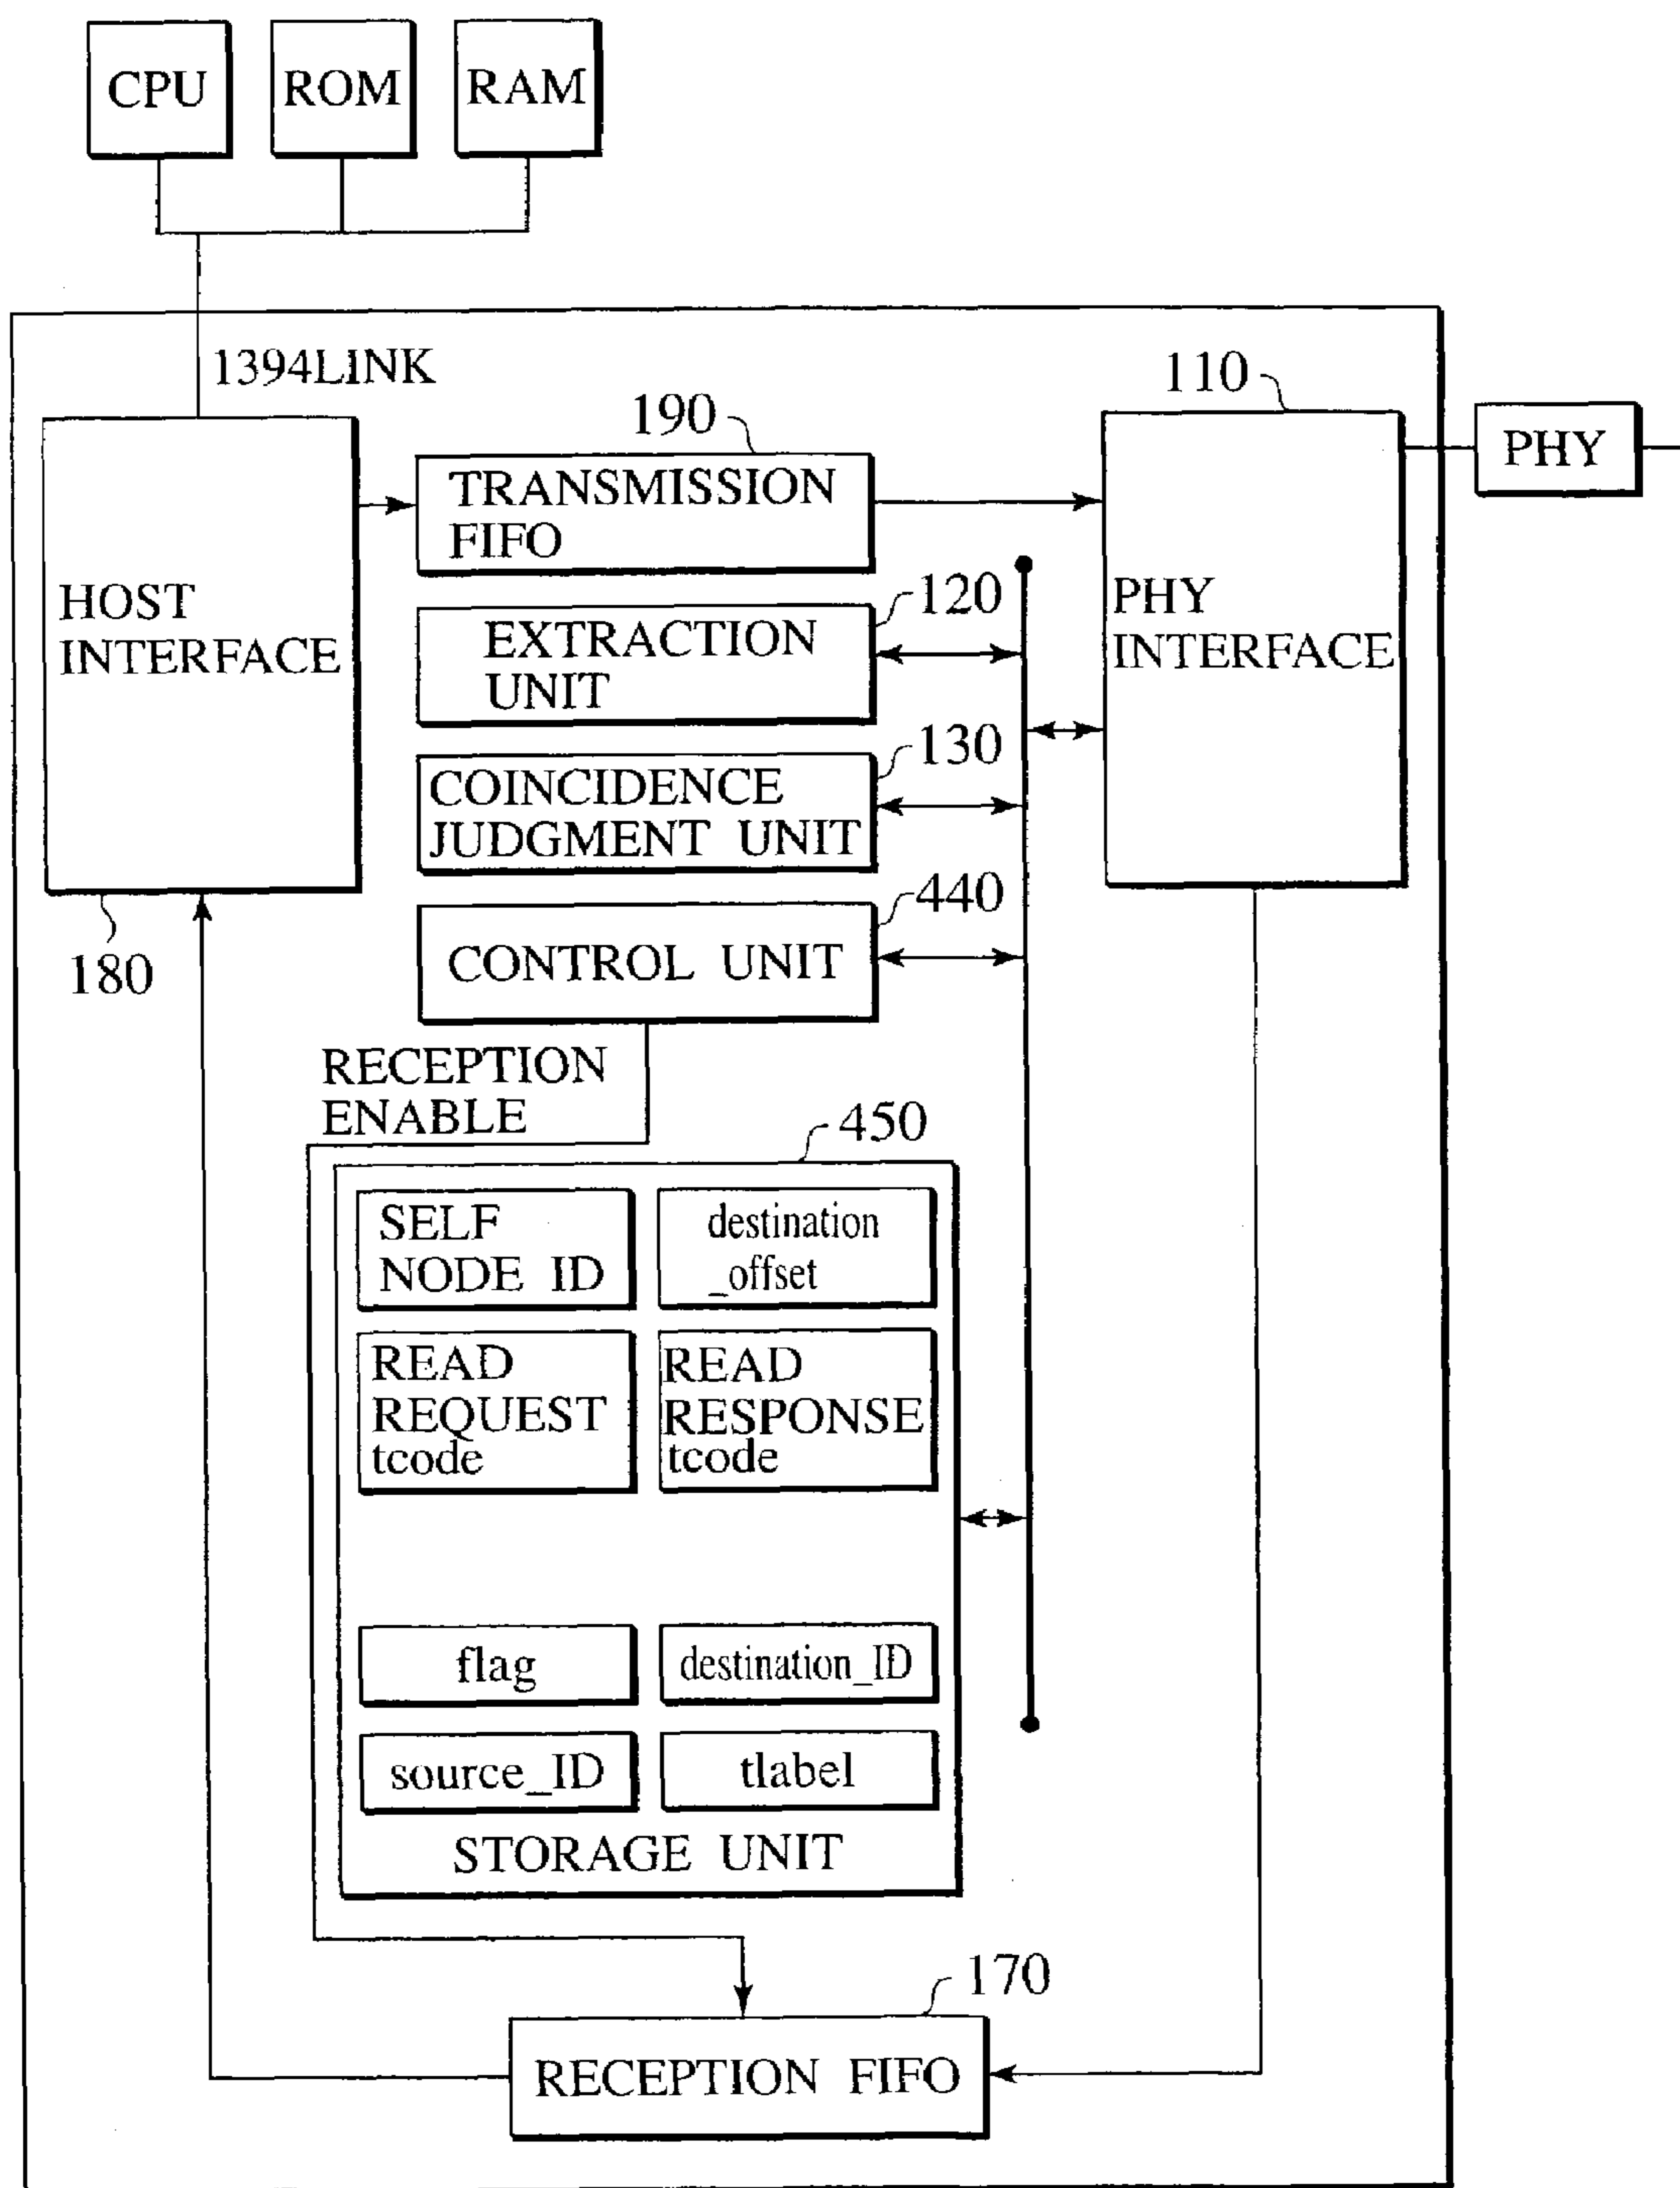 CPU
ROM
RAM
1394LINK
110
190
PHY
TRANSMISSION
FIFO
HOST
INTERFACE
120
PHY
INTERFACE
EXTRACTION
UNIT
130
COINCIDENCE
JUDGMENT UNIT
440
CONTROL UNIT
180
RECEPTION
ENABLE
450
SELF
NODE ID
destination
_offset
READ
REQUEST
tcode
READ
RESPONSE
tcode
flag
destination_ID
source_ID
tlabel
STORAGE UNIT
170
RECEPTION FIFO